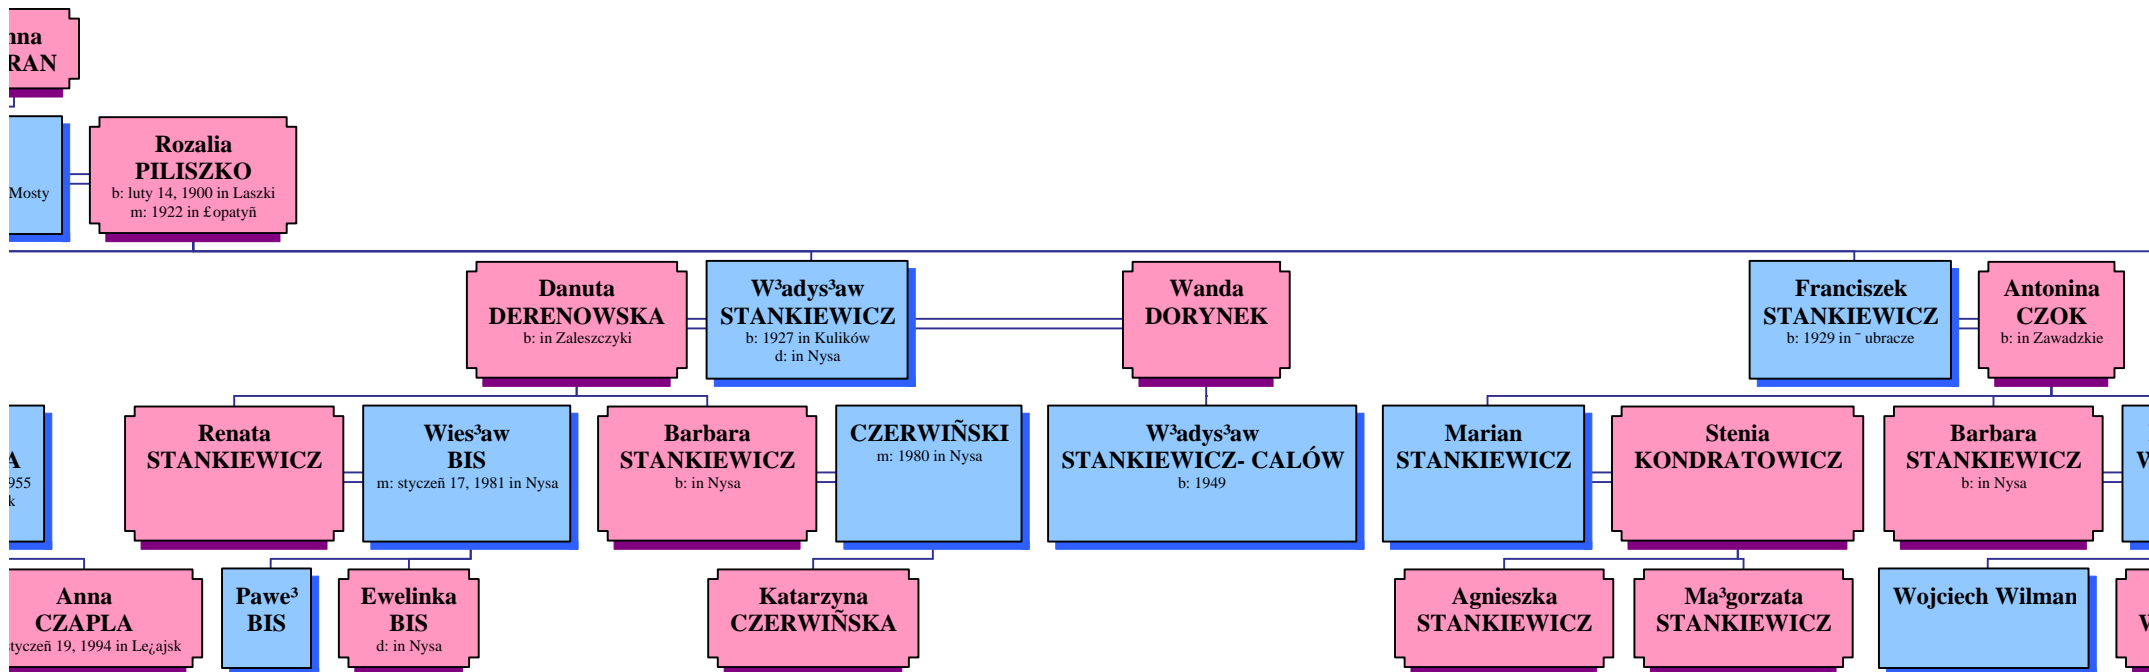 nna
RAN
Mosty
Rozalia
PILISZKO
b: luty 14, 1900 in Laszki
m: 1922 in £opatyñ
Danuta
DERENOWSKA
b: in Zaleszczyki
W³adys³aw
STANKIEWICZ
b: 1927 in Kulików
d: in Nysa
Wanda
DORYNEK
Franciszek
STANKIEWICZ
b: 1929 in ¯ubracze
Antonina
CZOK
b: in Zawadzkie
A
955
k
Renata
STANKIEWICZ
Wies³aw
BIS
m: styczeñ 17, 1981 in Nysa
Barbara
STANKIEWICZ
b: in Nysa
CZERWIÑSKI
m: 1980 in Nysa
W³adys³aw
STANKIEWICZ- CALÓW
b: 1949
Marian
STANKIEWICZ
Stenia
KONDRATOWICZ
Barbara
STANKIEWICZ
b: in Nysa
W
Anna
CZAPLA
styczeñ 19, 1994 in Le¿ajsk
Pawe³
BIS
Ewelinka
BIS
d: in Nysa
Katarzyna
CZERWIÑSKA
Agnieszka
STANKIEWICZ
Ma³gorzata
STANKIEWICZ
Wojciech Wilman
W